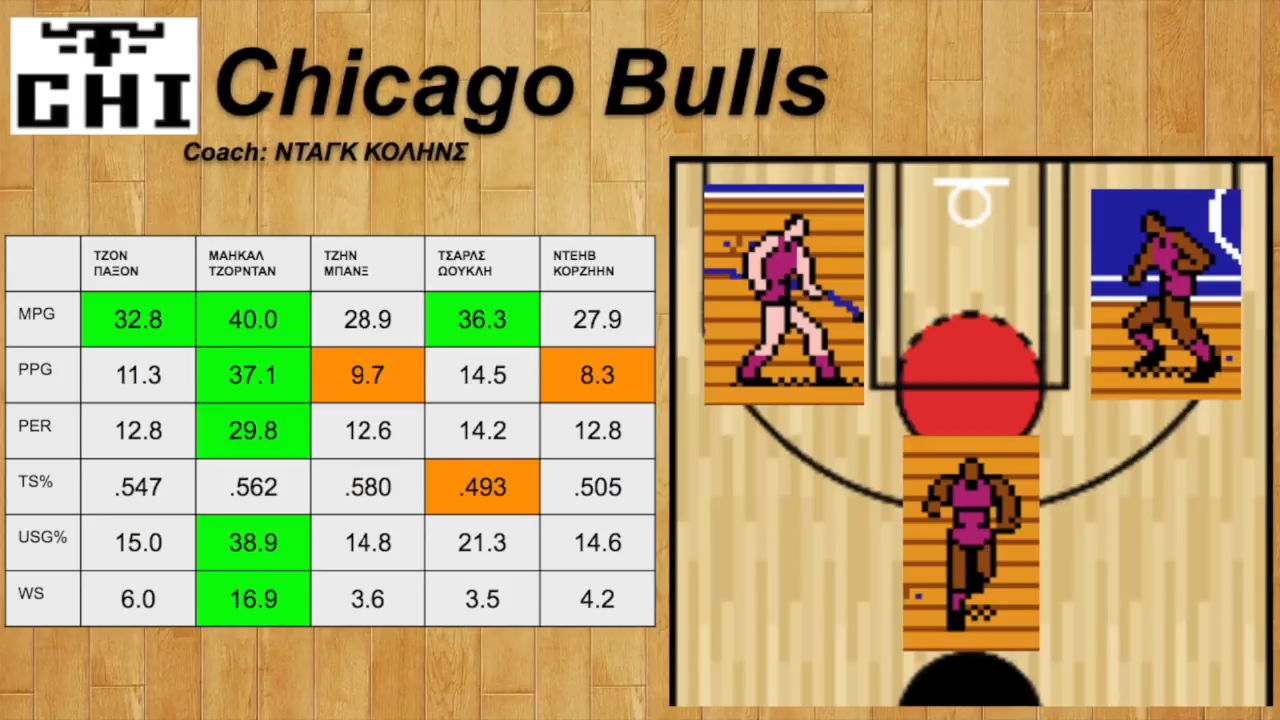 CHI
Chicago Bulls
Coach: ΝΤΑΓΚ ΚΟΛΗΝΣ
ΤΖΟΝ ΜΑΗΚΑΛ ΤΖΗΝ ΤΣΑΡΛΣ ΝΤΕΗΒ
ΠΑΞΟΝ ΤΖΟΡΝΤΑΝ ΜΠΑΝΞ ΩΟΥΚΛΗ ΚΟΡΖΗΗΝ
MPG 32.8 40.0 28.9 36.3 27.9
PPG 11.3 37.1 9.7 14.5 8.3
PER 12.8 29.8 12.6 14.2 12.8
TS% .547 .562 .580 .493 .505
USG% 15.0 38.9 14.8 21.3 14.6
WS 6.0 16.9 3.6 3.5 4.2